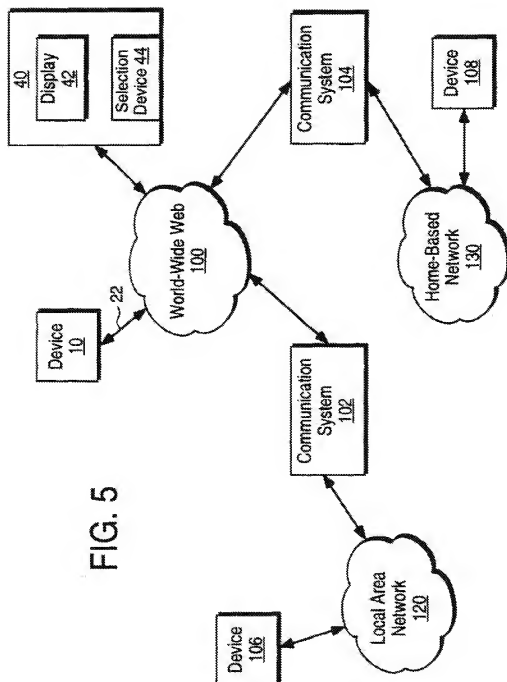 FIG. 5
40
Display
42
Selection
Device 44
Device
10
22
World-Wide Web
100
Communication
System
104
Communication
System
102
Device
108
Home-Based
Network
130
Device
106
Local Area
Network
120